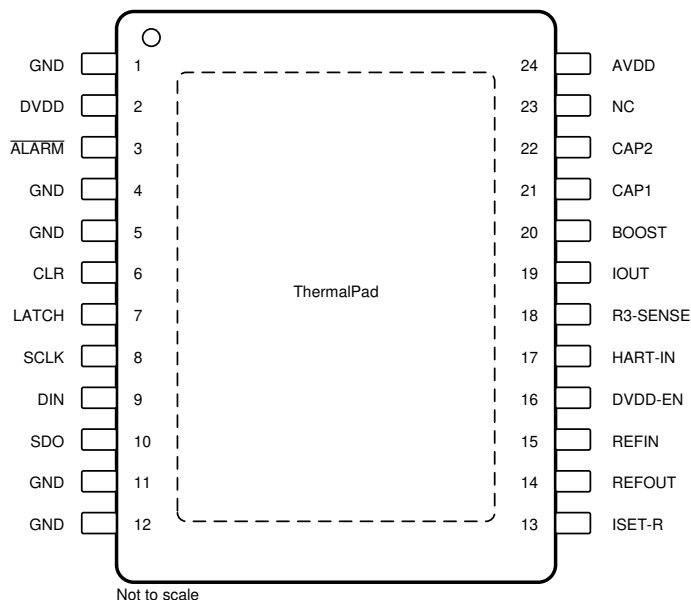 GND 1 24 AVDD
DVDD 2 23 NC
ALARM 3 22 CAP2
GND 4 21 CAP1
GND 5 20 BOOST
CLR 6 19 IOUT
ThermalPad
LATCH 7 18 R3-SENSE
SCLK 8 17 HART-IN
DIN 9 16 DVDD-EN
SDO 10 15 REFIN
GND 11 14 REFOUT
GND 12 13 ISET-R
Not to scale